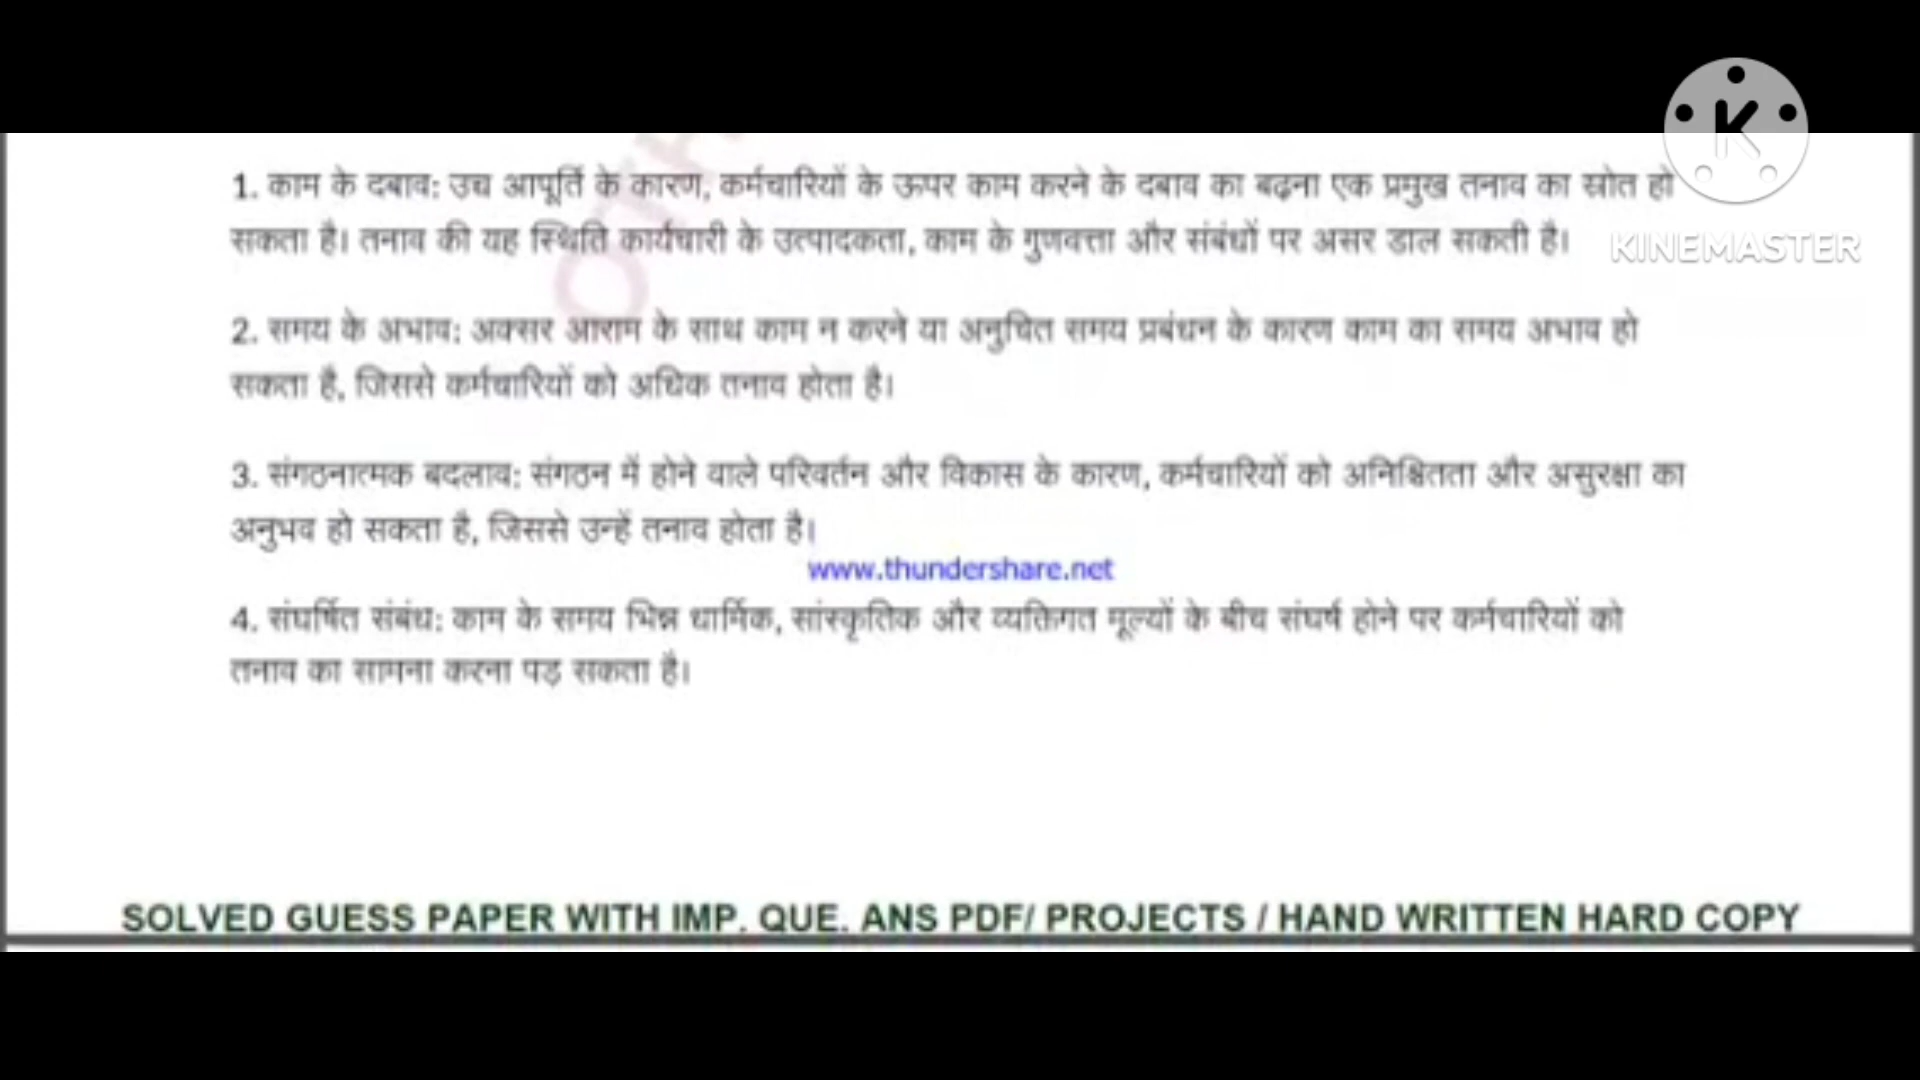 1. काम के दबाव: उच्च आपूर्ति के कारण, कर्मचारियों के ऊपर काम करने के दबाव का बढ़ना एक प्रमुख तनाव का स्रोत हो
सकता है। तनाव की यह स्थिति कार्यचारी के उत्पादकता, काम के गुणवत्ता और संबंधों पर असर डाल सकती है।
KINEMASTER
2. समय के अभाव: अक्सर आराम के साथ काम न करने या अनुचित समय प्रबंधन के कारण काम का समय अभाव हो
सकता है, जिससे कर्मचारियों को अधिक तनाव होता है।
3. संगठनात्मक बदलाव: संगठन में होने वाले परिवर्तन और विकास के कारण, कर्मचारियों को अनिश्चितता और असुरक्षा का
अनुभव हो सकता है, जिससे उन्हें तनाव होता है।
www.thundershare.net
4. संघर्षित संबंध: काम के समय भिन्न धार्मिक, सांस्कृतिक और व्यक्तिगत मूल्यों के बीच संघर्ष होने पर कर्मचारियों को
तनाव का सामना करना पड़ सकता है।
SOLVED GUESS PAPER WITH IMP. QUE. ANS PDF/ PROJECTS / HAND WRITTEN HARD COPY